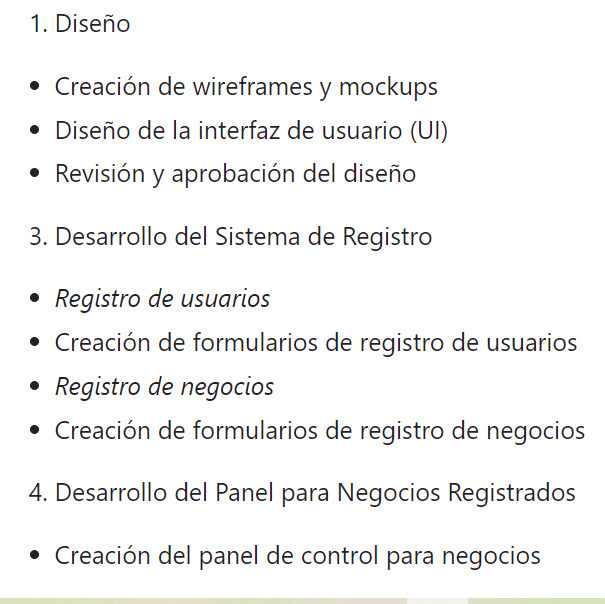 1. Diseño
• Creación de wireframes y mockups
• Diseño de la interfaz de usuario (UI)
• Revisión y aprobación del diseño
3. Desarrollo del Sistema de Registro
• Registro de usuarios
• Creación de formularios de registro de usuarios
• Registro de negocios
• Creación de formularios de registro de negocios
4. Desarrollo del Panel para Negocios Registrados
• Creación del panel de control para negocios